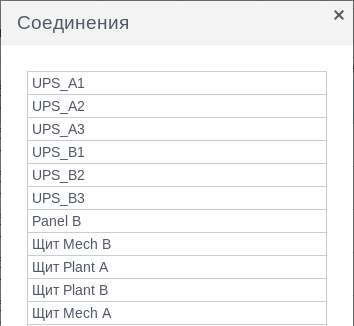 Соединения
UPS_A1
UPS_A2
UPS_A3
UPS_B1
UPS_B2
UPS_B3
Panel B
Щит Mech B
Щит Plant A
Щит Plant B
Щит Mech A